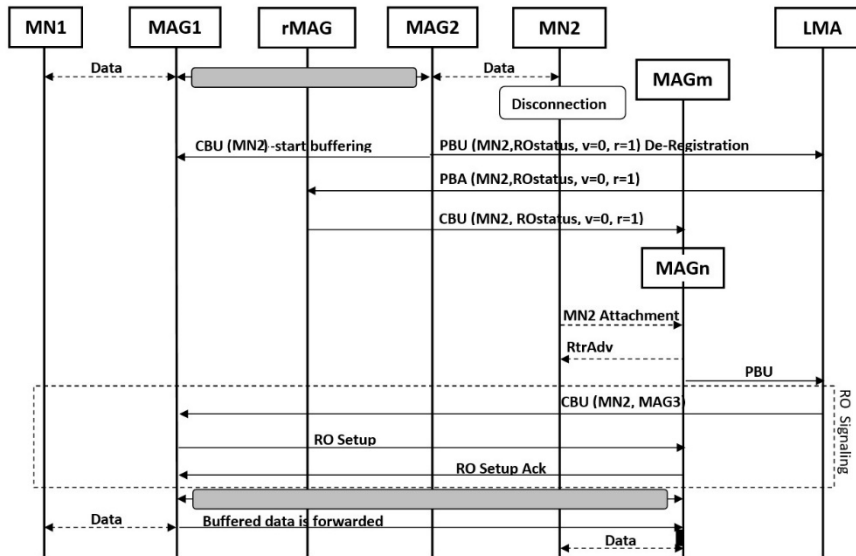 MN1 MAG1 rMAG MAG2 MN2 LMA
Data Data
MAGm
Disconnection
CBU (MN2)-start buffering PBU (MN2,ROstatus, v=0, r=1) De-Registration
PBA (MN2,ROstatus, v=0, r=1)
CBU (MN2, ROstatus, v=0, r=1)
MAGn
MN2 Attachment
RtrAdv
PBU
CBU (MN2, MAG3)
RO Signaling
RO Setup
RO Setup Ack
Data Buffered data is forwarded
Data